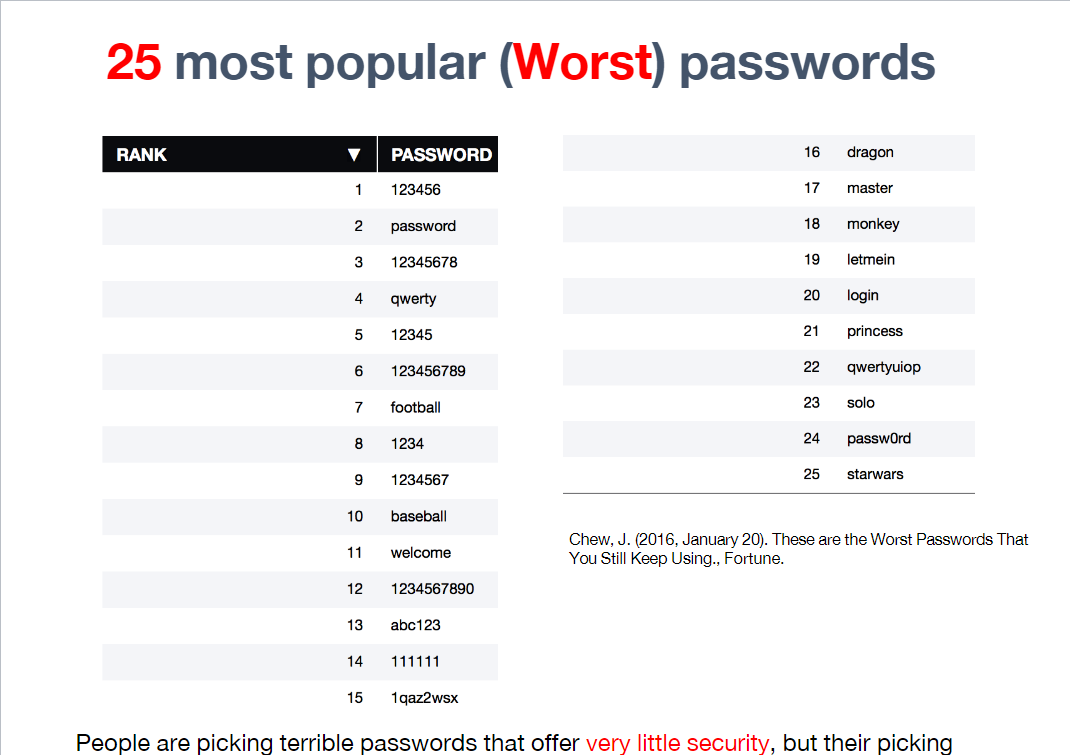 25 most popular (Worst) passwords
RANK ▼ PASSWORD
1 123456
2 password
3 12345678
4 qwerty
5 12345
6 123456789
7 football
8 1234
9 1234567
10 baseball
11 welcome
12 1234567890
13 abc123
14 111111
15 1qaz2wsx
16 dragon
17 master
18 monkey
19 letmein
20 login
21 princess
22 qwertyuiop
23 solo
24 passw0rd
25 starwars
Chew, J. (2016, January 20). These are the Worst Passwords That
You Still Keep Using., Fortune.
People are picking terrible passwords that offer very little security, but their picking